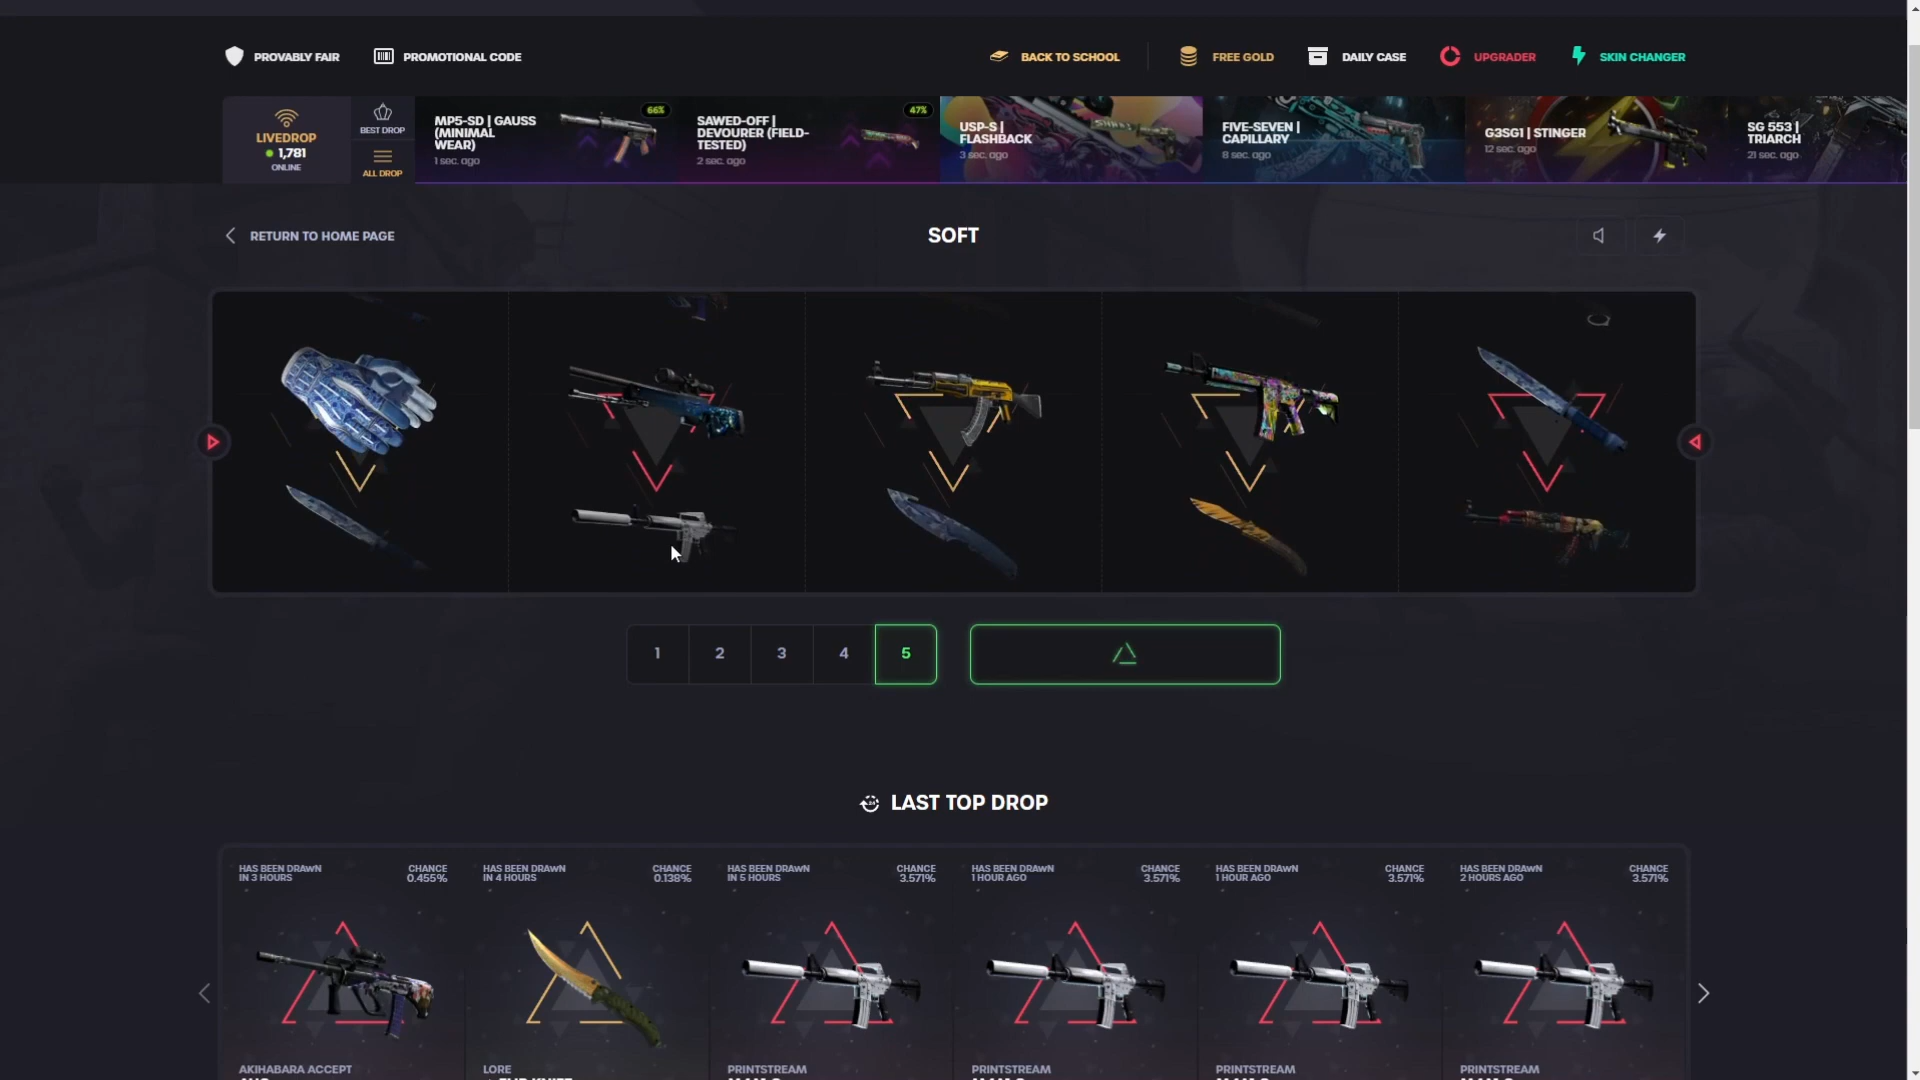 PROVABLY FAIR
PROMOTIONAL CODE
BACK TO SCHOOL
FREE GOLD
DAILY CASE
UPGRADER
SKIN CHANGER
LIVEDROP
1,781
ONLINE
BEST DROP
ALL DROP
MP5-SD | GAUSS
(MINIMAL
WEAR)
1 sec. ago
66%
SAWED-OFF |
DEVOURER (FIELD-
TESTED)
2 sec. ago
47%
USP-S |
FLASHBACK
3 sec. ago
FIVE-SEVEN |
CAPILLARY
8 sec. ago
G3SG1 | STINGER
12 sec. ago
SG 553 |
TRIARCH
21 sec. ago
RETURN TO HOME PAGE
SOFT
1
2
3
4
5
LAST TOP DROP
HAS BEEN DRAWN
IN 3 HOURS
CHANCE
0.455%
HAS BEEN DRAWN
IN 4 HOURS
CHANCE
0.138%
HAS BEEN DRAWN
IN 5 HOURS
CHANCE
3.571%
HAS BEEN DRAWN
1 HOUR AGO
CHANCE
3.571%
HAS BEEN DRAWN
1 HOUR AGO
CHANCE
3.571%
HAS BEEN DRAWN
2 HOURS AGO
CHANCE
3.571%
AKIHABARA ACCEPT
LORE
PRINTSTREAM
PRINTSTREAM
PRINTSTREAM
PRINTSTREAM